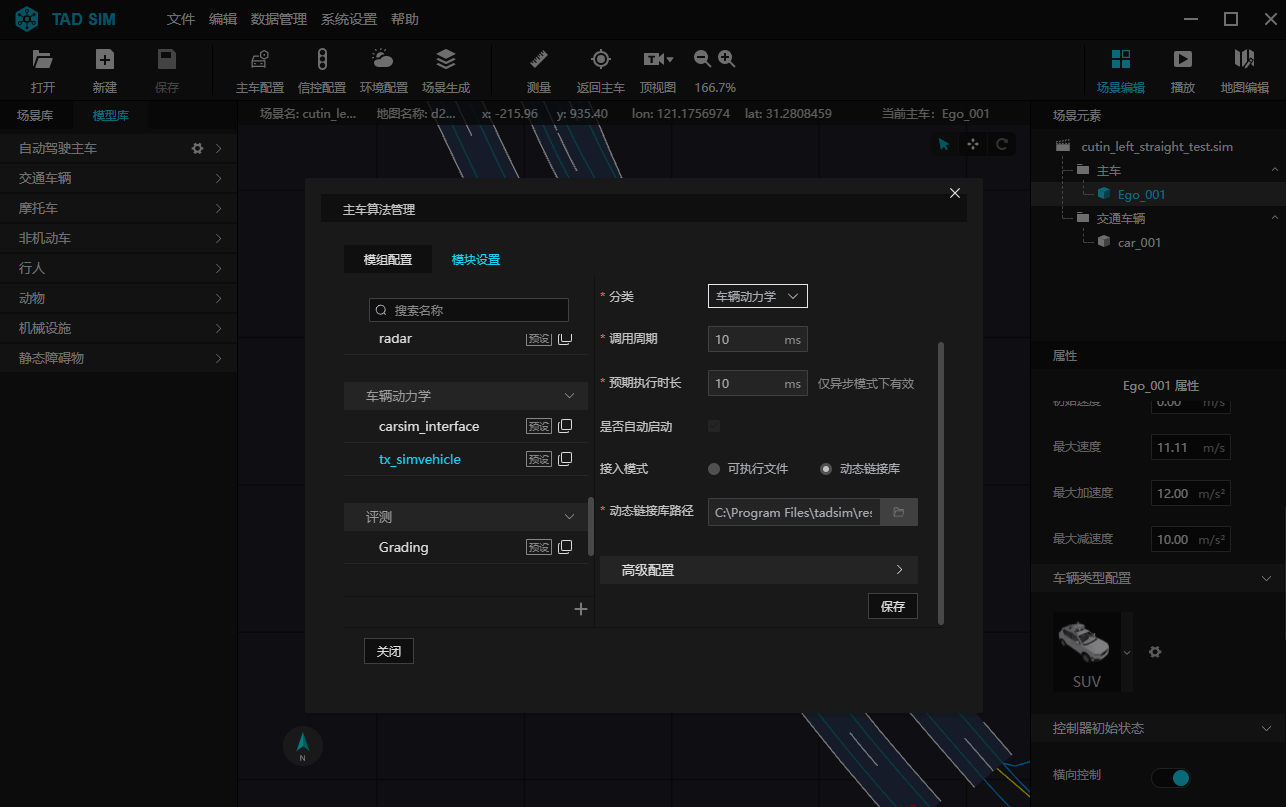 TAD SIM 文件 编辑 数据管理 系统设置 帮助
打开 新建 保存 主车配置 信控配置 环境配置 场景生成 测量 返回主车 顶视图 166.7% 场景编辑 播放 地图编辑
场景库 模型库
场景名: cutin_le... 地图名称: d2... x: -215.96 y: 935.40 lon: 121.1756974 lat: 31.2808459 当前主车: Ego_001
自动驾驶主车
交通车辆
摩托车
非机动车
行人
动物
机械设施
静态障碍物
主车算法管理
模组配置 模块设置
搜索名称
radar 预设
车辆动力学
carsim_interface 预设
tx_simvehicle 预设
评测
Grading 预设
* 分类 车辆动力学
* 调用周期 10 ms
* 预期执行时长 10 ms 仅异步模式下有效
是否自动启动
接入模式 可执行文件 动态链接库
* 动态链接库路径 C:\Program Files\tadsim\res
高级配置
保存
关闭
N
场景元素
cutin_left_straight_test.sim
主车
Ego_001
交通车辆
car_001
属性
Ego_001 属性
初始速度 0.00 m/s
最大速度 11.11 m/s
最大加速度 12.00 m/s²
最大减速度 10.00 m/s²
车辆类型配置
SUV
控制器初始状态
横向控制